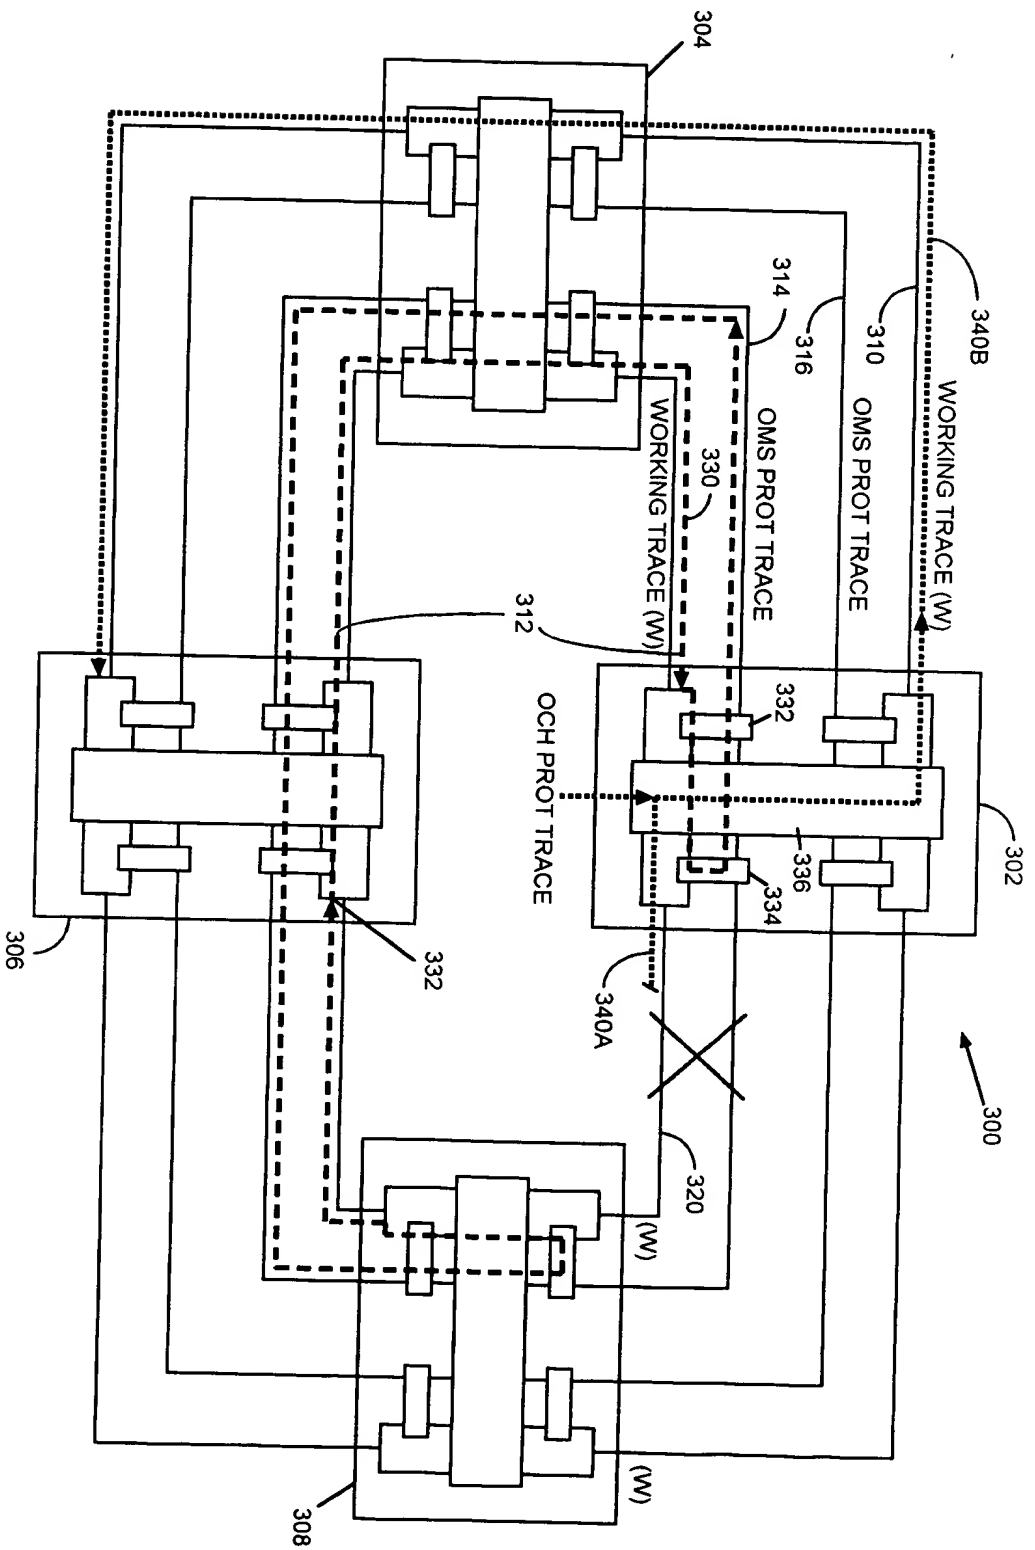 304
340B
310
316
314
WORKING TRACE (W)
OMS PROT TRACE
OMS PROT TRACE
330
WORKING TRACE (W)
312
302
332
336
334
OCH PROT TRACE
340A
306
332
300
320
(W)
(W)
308